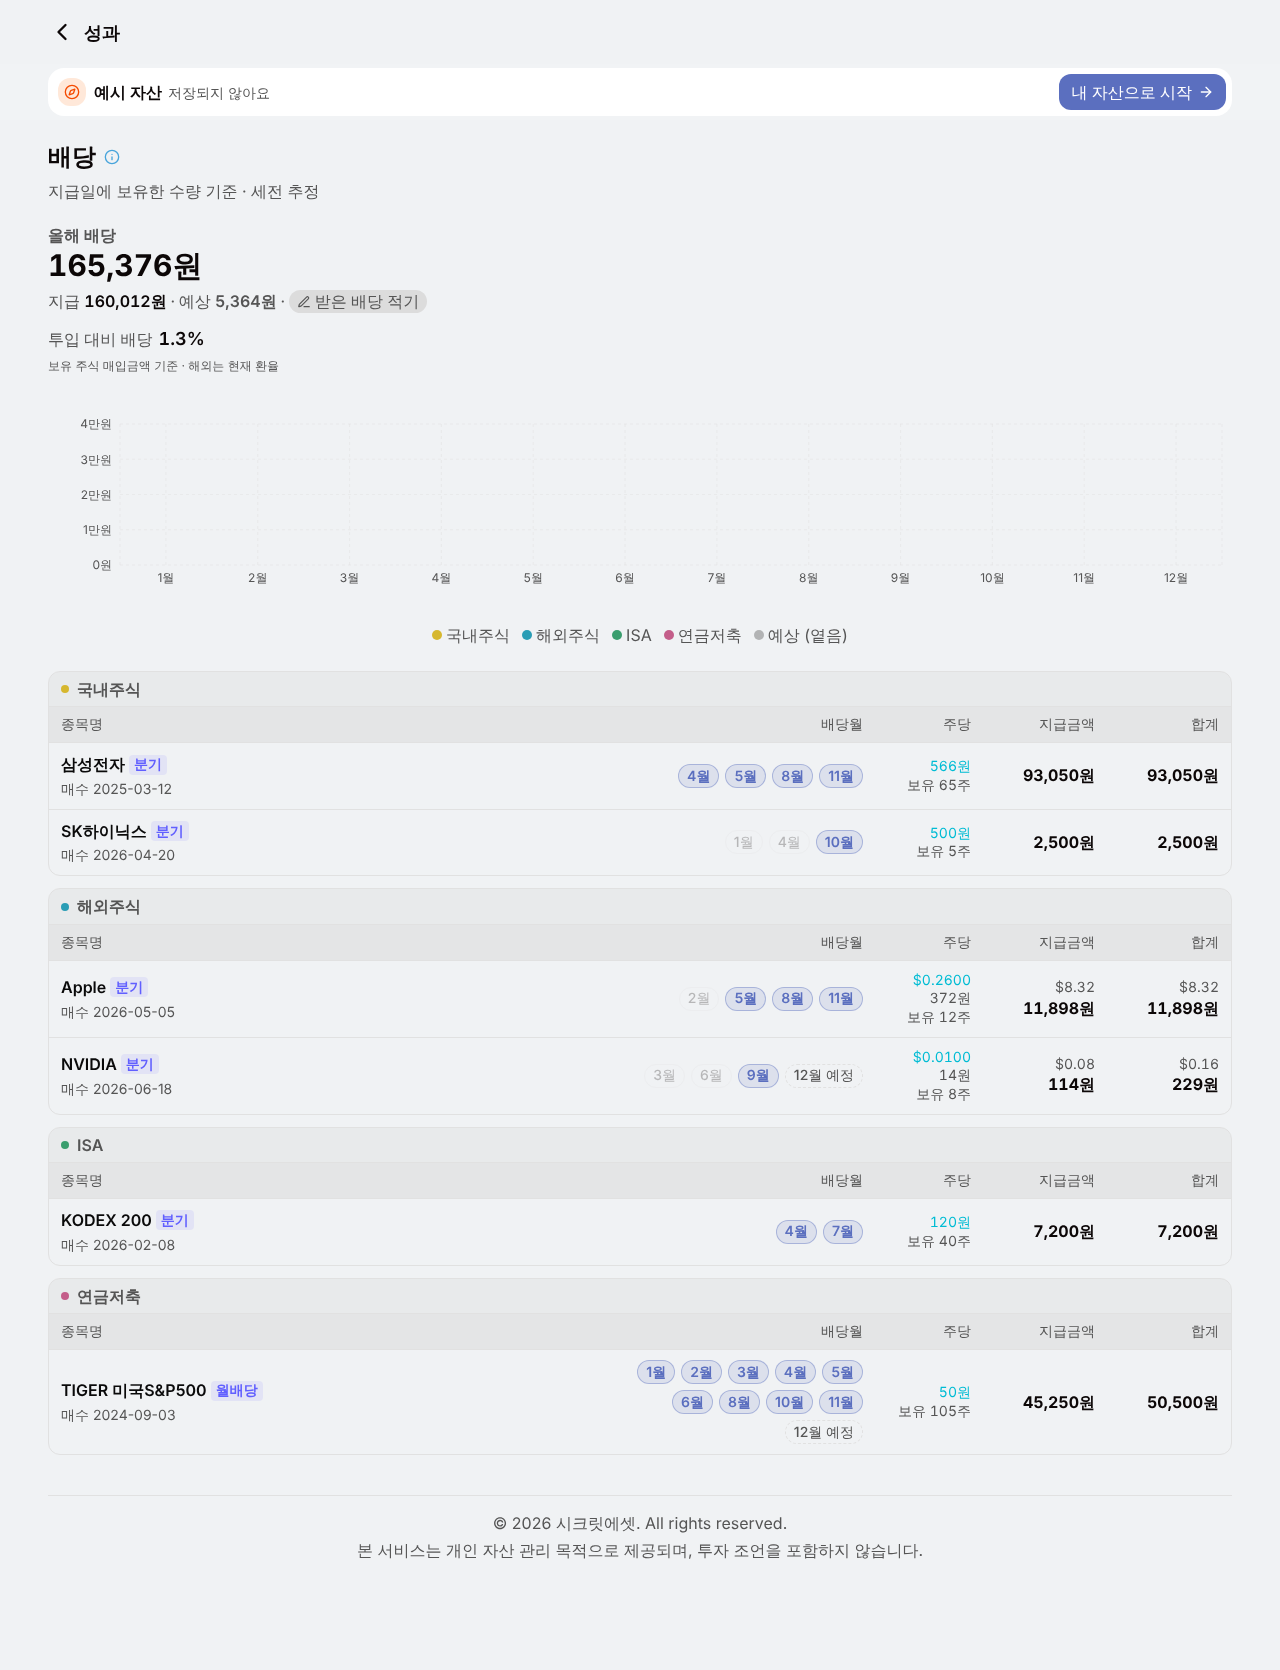 성과
예시 자산 저장되지 않아요
내 자산으로 시작
배당
지급일에 보유한 수량 기준 · 세전 추정
올해 배당
165,376원
지급 160,012원 · 예상 5,364원 · 받은 배당 적기
투입 대비 배당 1.3%
보유 주식 매입금액 기준 · 해외는 현재 환율
4만원
3만원
2만원
1만원
0원
1월 2월 3월 4월 5월 6월 7월 8월 9월 10월 11월 12월
국내주식 해외주식 ISA 연금저축 예상 (옅음)
국내주식
종목명 배당월 주당 지급금액 합계
삼성전자 분기
매수 2025-03-12
4월 5월 8월 11월
566원
보유 65주
93,050원 93,050원
SK하이닉스 분기
매수 2026-04-20
1월 4월 10월
500원
보유 5주
2,500원 2,500원
해외주식
종목명 배당월 주당 지급금액 합계
Apple 분기
매수 2026-05-05
2월 5월 8월 11월
$0.2600
372원
보유 12주
$8.32
11,898원
$8.32
11,898원
NVIDIA 분기
매수 2026-06-18
3월 6월 9월 12월 예정
$0.0100
14원
보유 8주
$0.08
114원
$0.16
229원
ISA
종목명 배당월 주당 지급금액 합계
KODEX 200 분기
매수 2026-02-08
4월 7월
120원
보유 40주
7,200원 7,200원
연금저축
종목명 배당월 주당 지급금액 합계
TIGER 미국S&P500 월배당
매수 2024-09-03
1월 2월 3월 4월 5월
6월 8월 10월 11월
12월 예정
50원
보유 105주
45,250원 50,500원
© 2026 시크릿에셋. All rights reserved.
본 서비스는 개인 자산 관리 목적으로 제공되며, 투자 조언을 포함하지 않습니다.